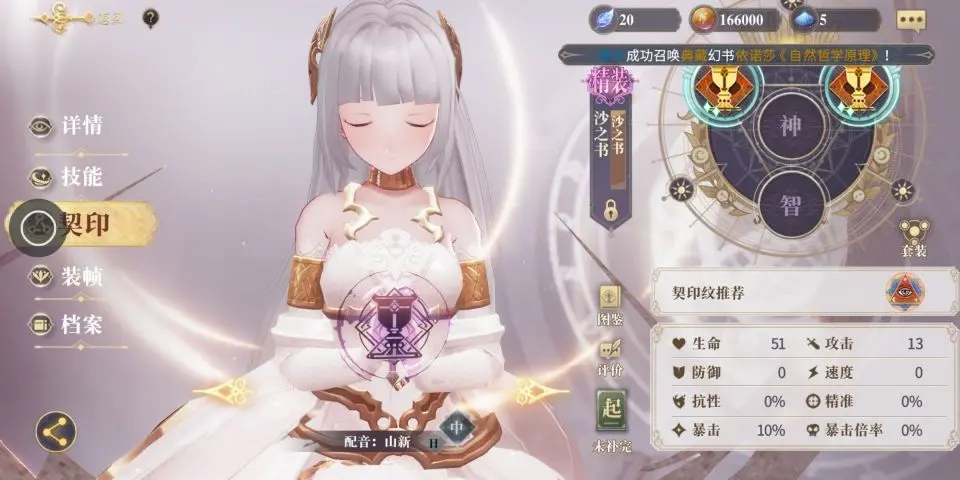 返回
?
20
166000
5
成功召唤典藏幻书依诺莎《自然哲学原理》！
详情
技能
契印
装帧
档案
精装
沙之书
沙之书
神
智
套装
图鉴
评价
起
未补完
契印纹推荐
生命 51 攻击 13
防御 0 速度 0
抗性 0% 精准 0%
暴击 10% 暴击倍率 0%
配音：山新
中